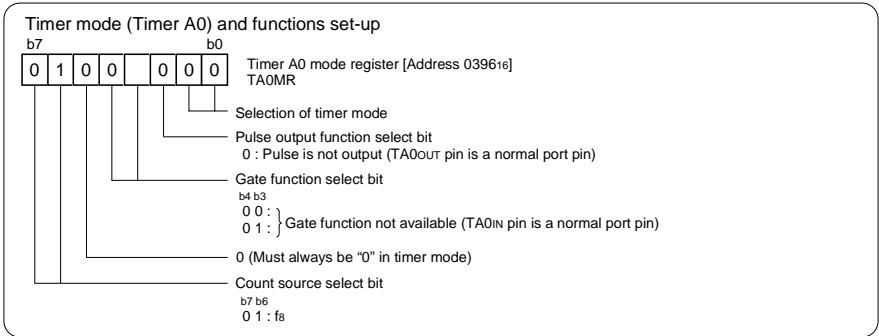 Timer mode (Timer A0) and functions set-up
b7 b0
0 1 0 0 0 0 0
Timer A0 mode register [Address 039616]
TA0MR
Selection of timer mode
Pulse output function select bit
0 : Pulse is not output (TA0OUT pin is a normal port pin)
Gate function select bit
b4 b3
0 0 :
0 1 :
Gate function not available (TA0IN pin is a normal port pin)
0 (Must always be “0” in timer mode)
Count source select bit
b7 b6
0 1 : f8